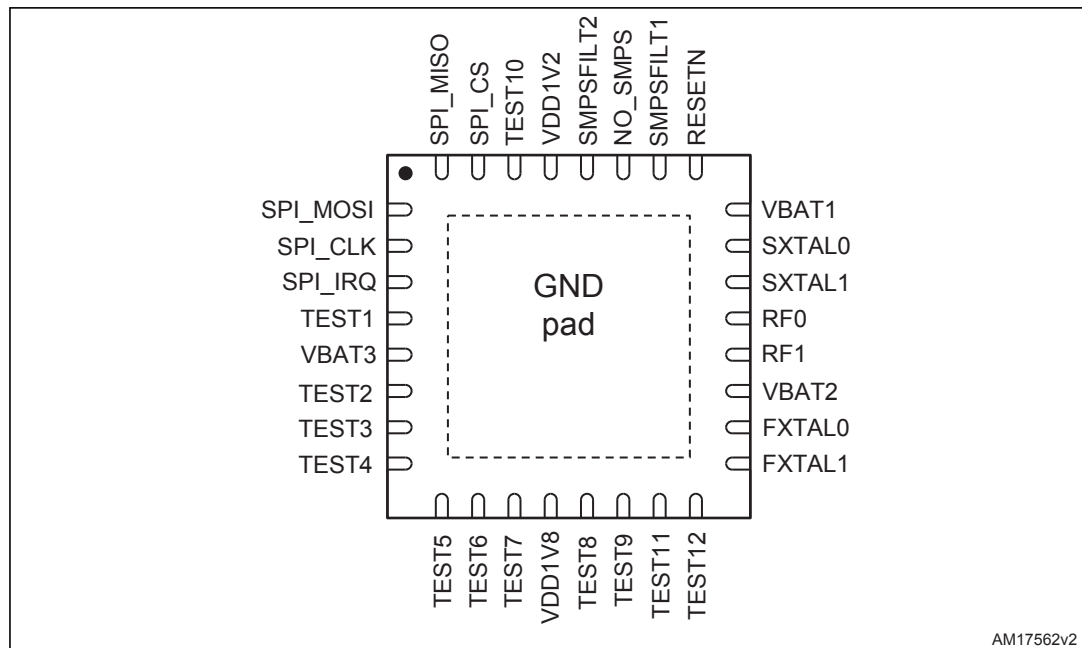 SPI_MISO
SPI_CS
TEST10
VDD1V2
SMPSFILT2
NO_SMPS
SMPSFILT1
RESETN
SPI_MOSI
SPI_CLK
SPI_IRQ
TEST1
VBAT3
TEST2
TEST3
TEST4
GND
pad
VBAT1
SXTAL0
SXTAL1
RF0
RF1
VBAT2
FXTAL0
FXTAL1
TEST5
TEST6
TEST7
VDD1V8
TEST8
TEST9
TEST11
TEST12
AM17562v2